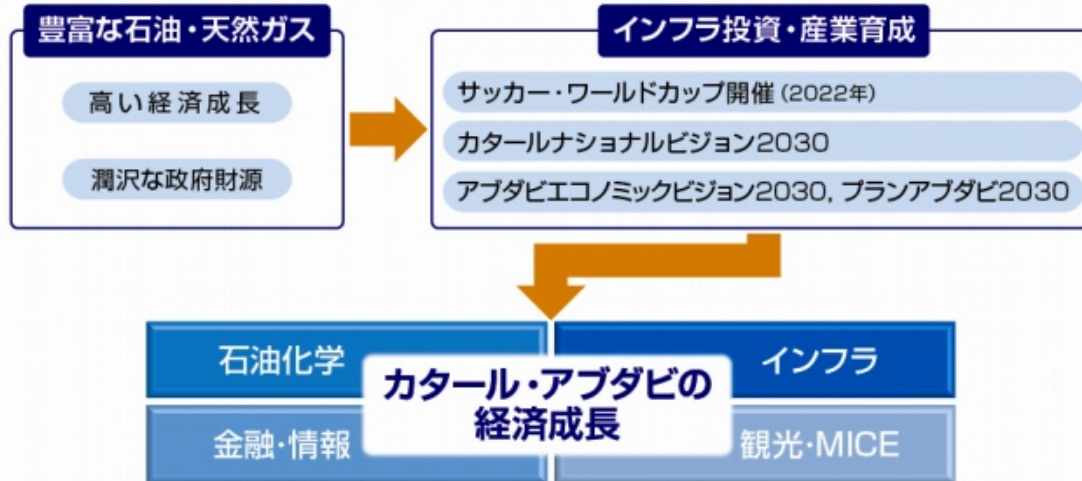 豊富な石油・天然ガス
高い経済成長
潤沢な政府財源
インフラ投資・産業育成
サッカー・ワールドカップ開催 (2022年)
カタールナショナルビジョン2030
アブダビエコノミックビジョン2030, プランアブダビ2030
石油化学
インフラ
カタール・アブダビの
経済成長
金融・情報
観光・MICE